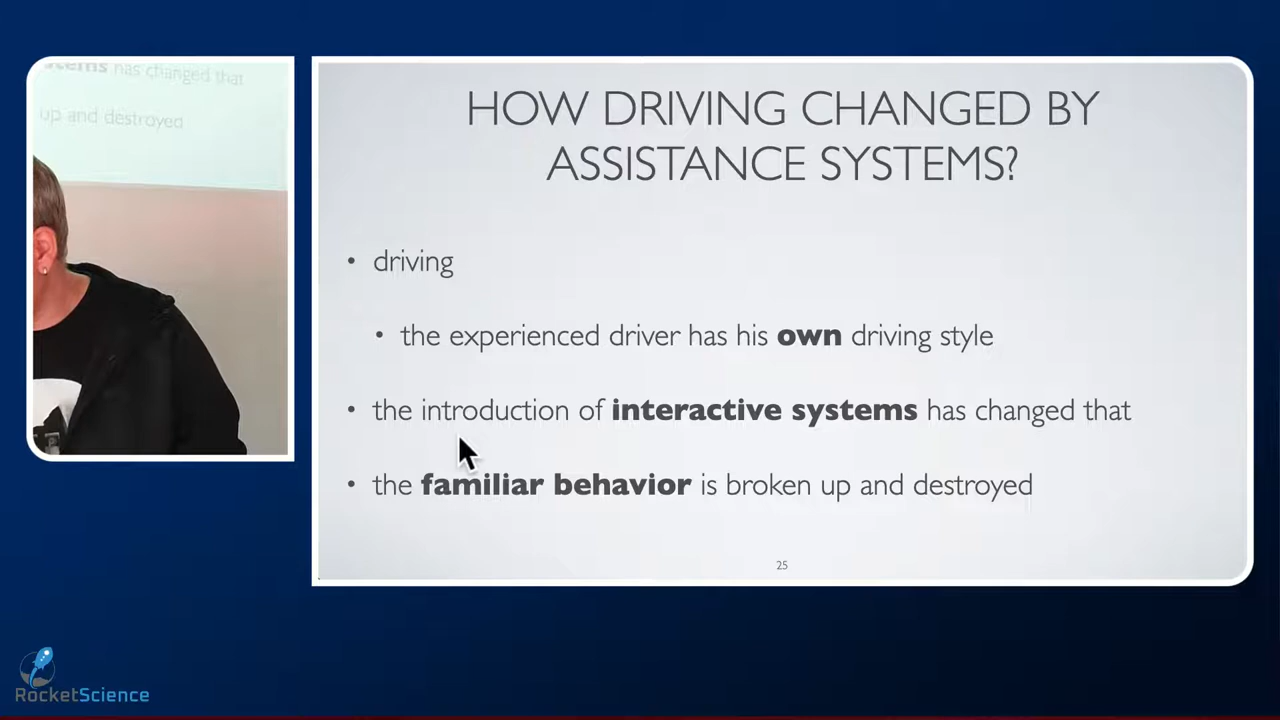 stems has changed that
up and destroyed
HOW DRIVING CHANGED BY
ASSISTANCE SYSTEMS?
• driving
• the experienced driver has his own driving style
• the introduction of interactive systems has changed that
• the familiar behavior is broken up and destroyed
25
RocketScience